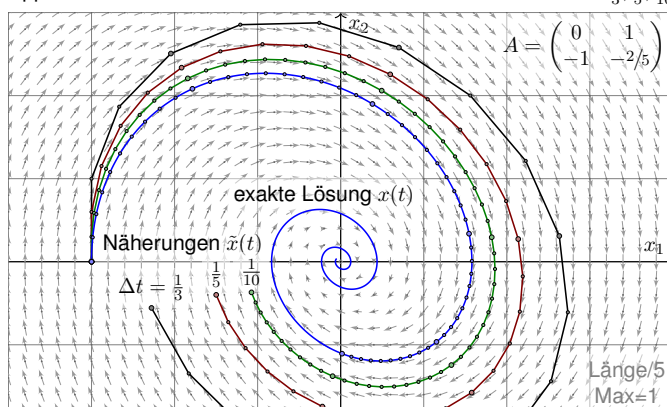 x₂
A = ( 0 1
−1 −2/5 )
exakte Lösung x(t)
Näherungen x̃(t)
x₁
Δt = 1/3 1/5 1/10
Länge/5
Max=1